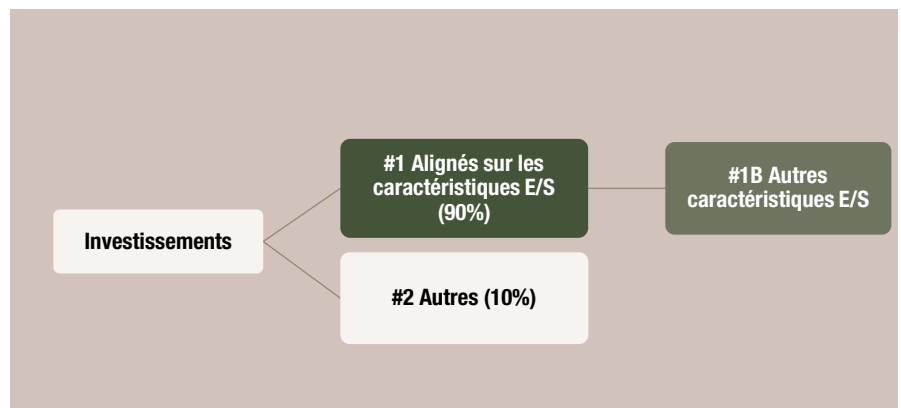 #1 Alignés sur les
caractéristiques E/S
(90%)
#1B Autres
caractéristiques E/S
Investissements
#2 Autres (10%)